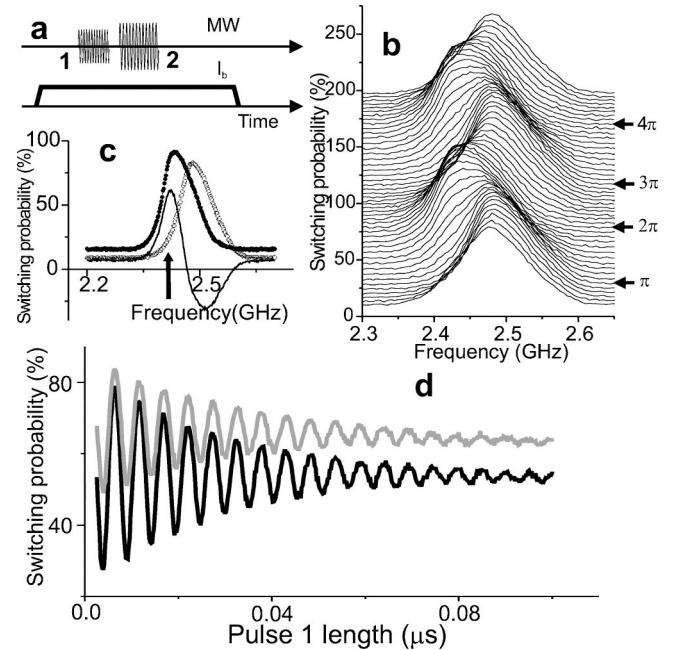 a
MW
1
2
I_b
Time
b
Switching probability (%)
200
150
100
50
0
4π
3π
2π
π
2.3
2.4
2.5
2.6
Frequency (GHz)
c
Switching probability (%)
100
50
0
2.2
2.5
Frequency(GHz)
d
Switching probability (%)
80
40
0.0
0.04
0.08
Pulse 1 length (μs)